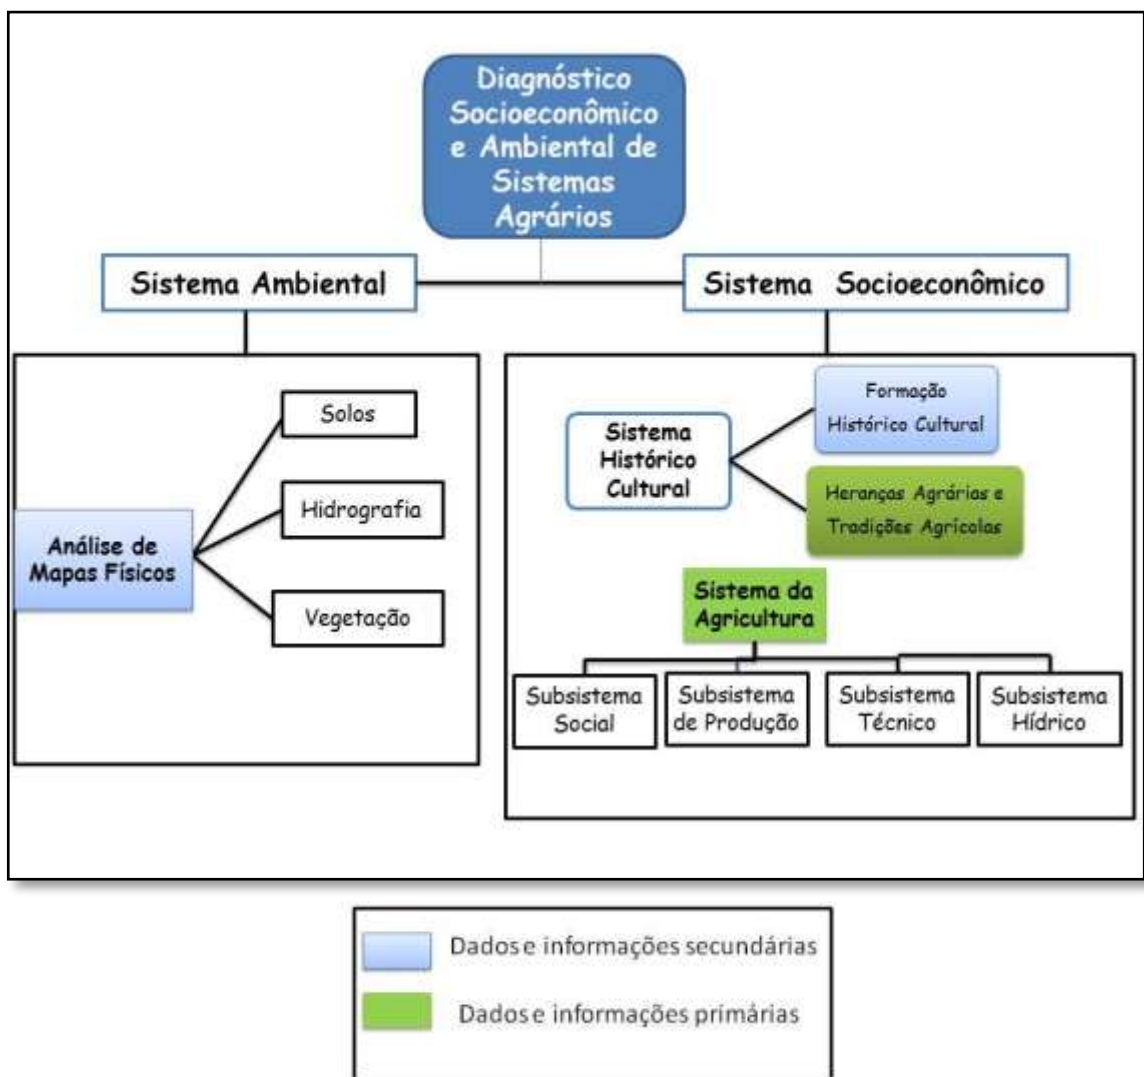 Diagnóstico
Socioeconômico
e Ambiental de
Sistemas
Agrários
Sistema Ambiental
Sistema Socioeconômico
Análise de
Mapas Físicos
Solos
Hidrografia
Vegetação
Sistema
Histórico
Cultural
Formação
Histórico Cultural
Heranças Agrárias e
Tradições Agrícolas
Sistema da
Agricultura
Subsistema
Social
Subsistema
de Produção
Subsistema
Técnico
Subsistema
Hídrico
Dados e informações secundárias
Dados e informações primárias